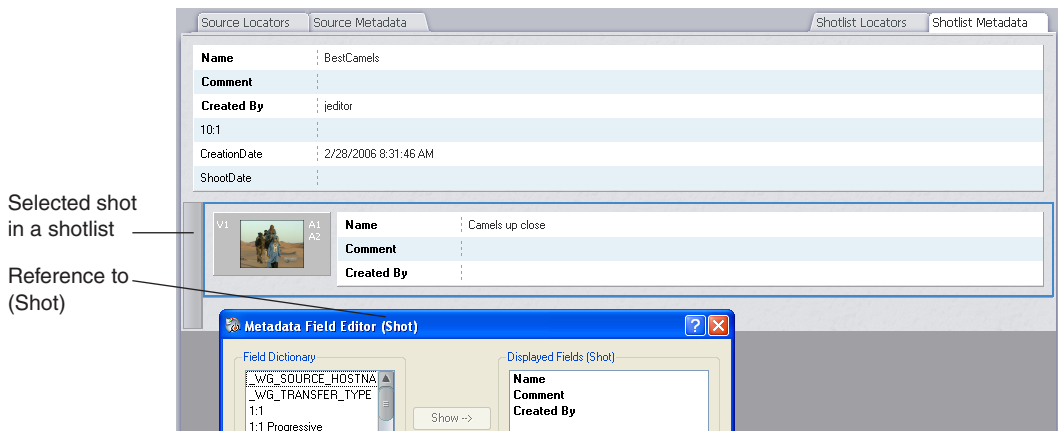 Source Locators Source Metadata Shotlist Locators Shotlist Metadata
Name BestCamels
Comment
Created By jeditor
10:1
CreationDate 2/28/2006 8:31:46 AM
ShootDate
Selected shot
in a shotlist
V1 A1
A2
Name Camels up close
Comment
Created By
Reference to
(Shot)
Metadata Field Editor (Shot)
Field Dictionary
_WG_SOURCE_HOSTNA
_WG_TRANSFER_TYPE
1:1
1:1 Progressive
Show -->
Displayed Fields (Shot)
Name
Comment
Created By